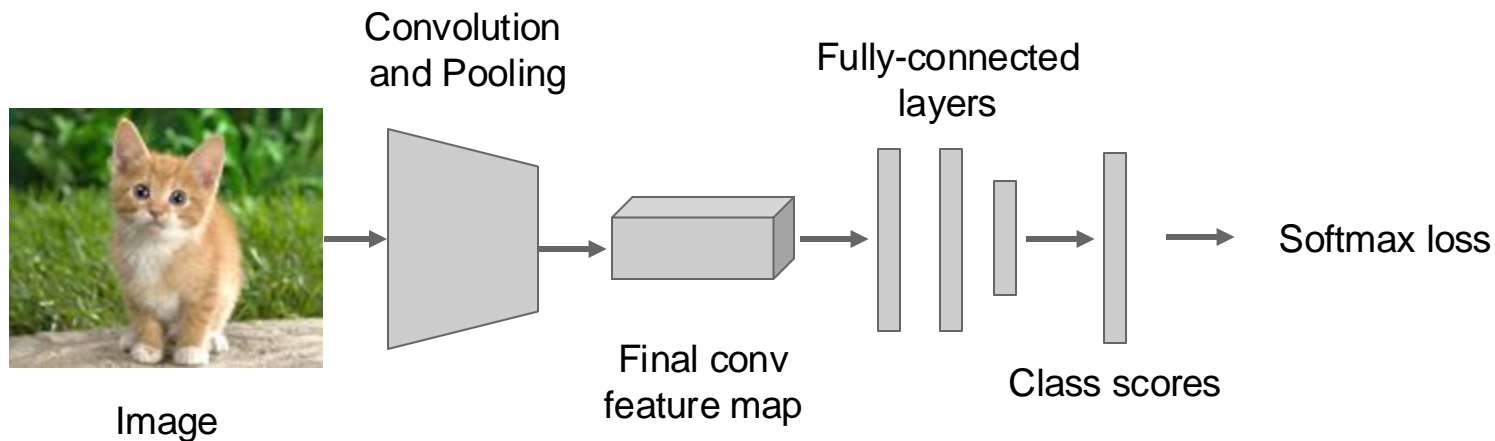 Convolution
and Pooling
Fully-connected
layers
Softmax loss
Final conv
feature map
Class scores
Image